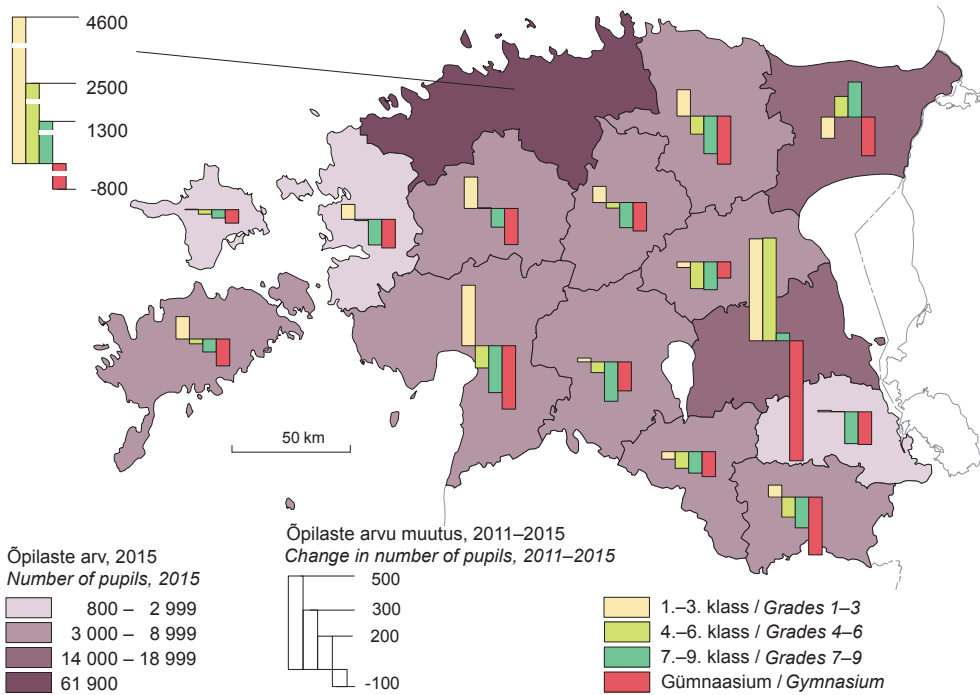 4600
2500
1300
-800
50 km
Õpilaste arv, 2015
Number of pupils, 2015
800 – 2 999
3 000 – 8 999
14 000 – 18 999
61 900
Õpilaste arvu muutus, 2011–2015
Change in number of pupils, 2011–2015
500
300
200
-100
1.–3. klass / Grades 1–3
4.–6. klass / Grades 4–6
7.–9. klass / Grades 7–9
Gümnaasium / Gymnasium